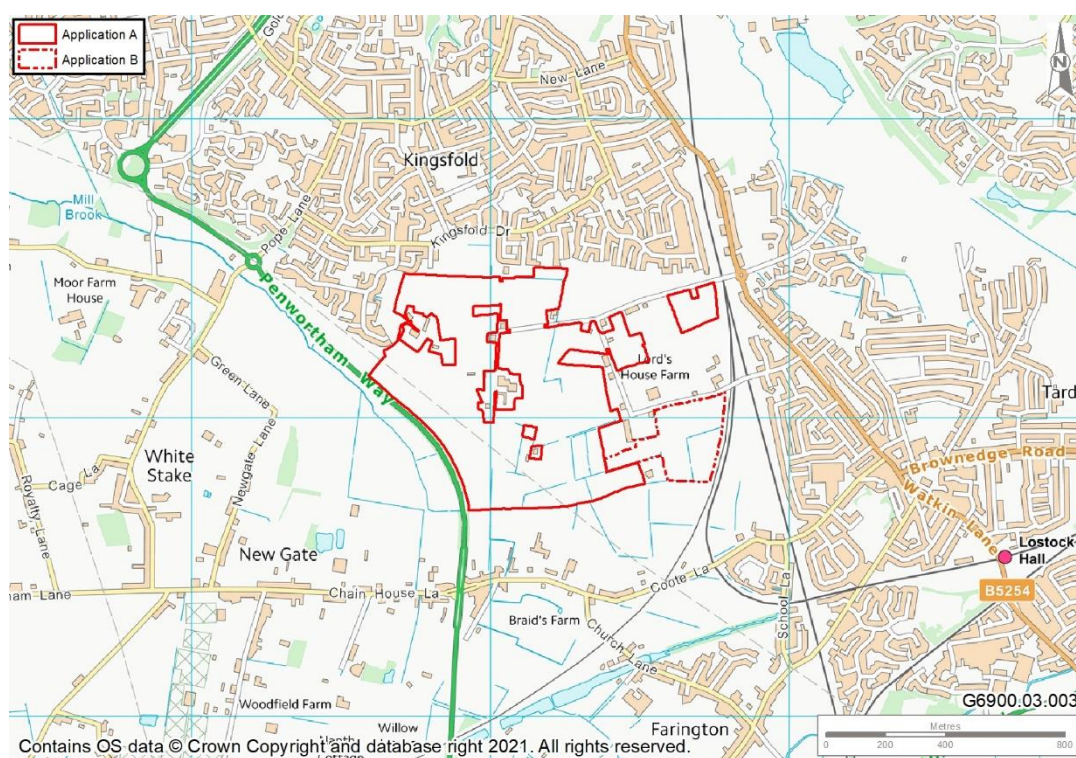 Application A
Application B
N
New Lane
Kingsfold
Mill
Brook
Pope Lane
Kingsfold Dr
Moor Farm
House
Penwortham Way
Green Lane
Lord's
House Farm
Tard
White
Stake
Cage La
Newgate Lane
Royalty Lane
Brownedge Road
Watkin Lane
New Gate
Lostock
Hall
B5254
Chain House La
Coote La
School La
Braid's Farm
Church Lane
Woodfield Farm
Willow
Farington
G6900.03.003
Metres
0 200 400 800
Contains OS data © Crown Copyright and database right 2021. All rights reserved.